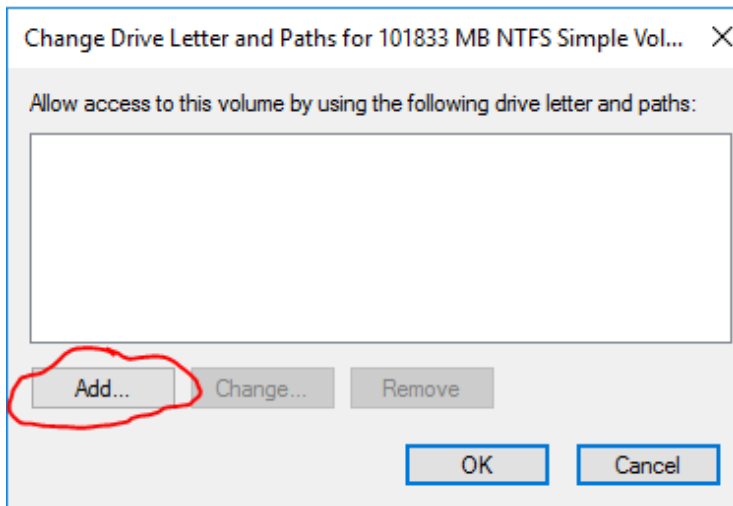 Change Drive Letter and Paths for 101833 MB NTFS Simple Vol...
Allow access to this volume by using the following drive letter and paths:
Add... Change... Remove
OK Cancel